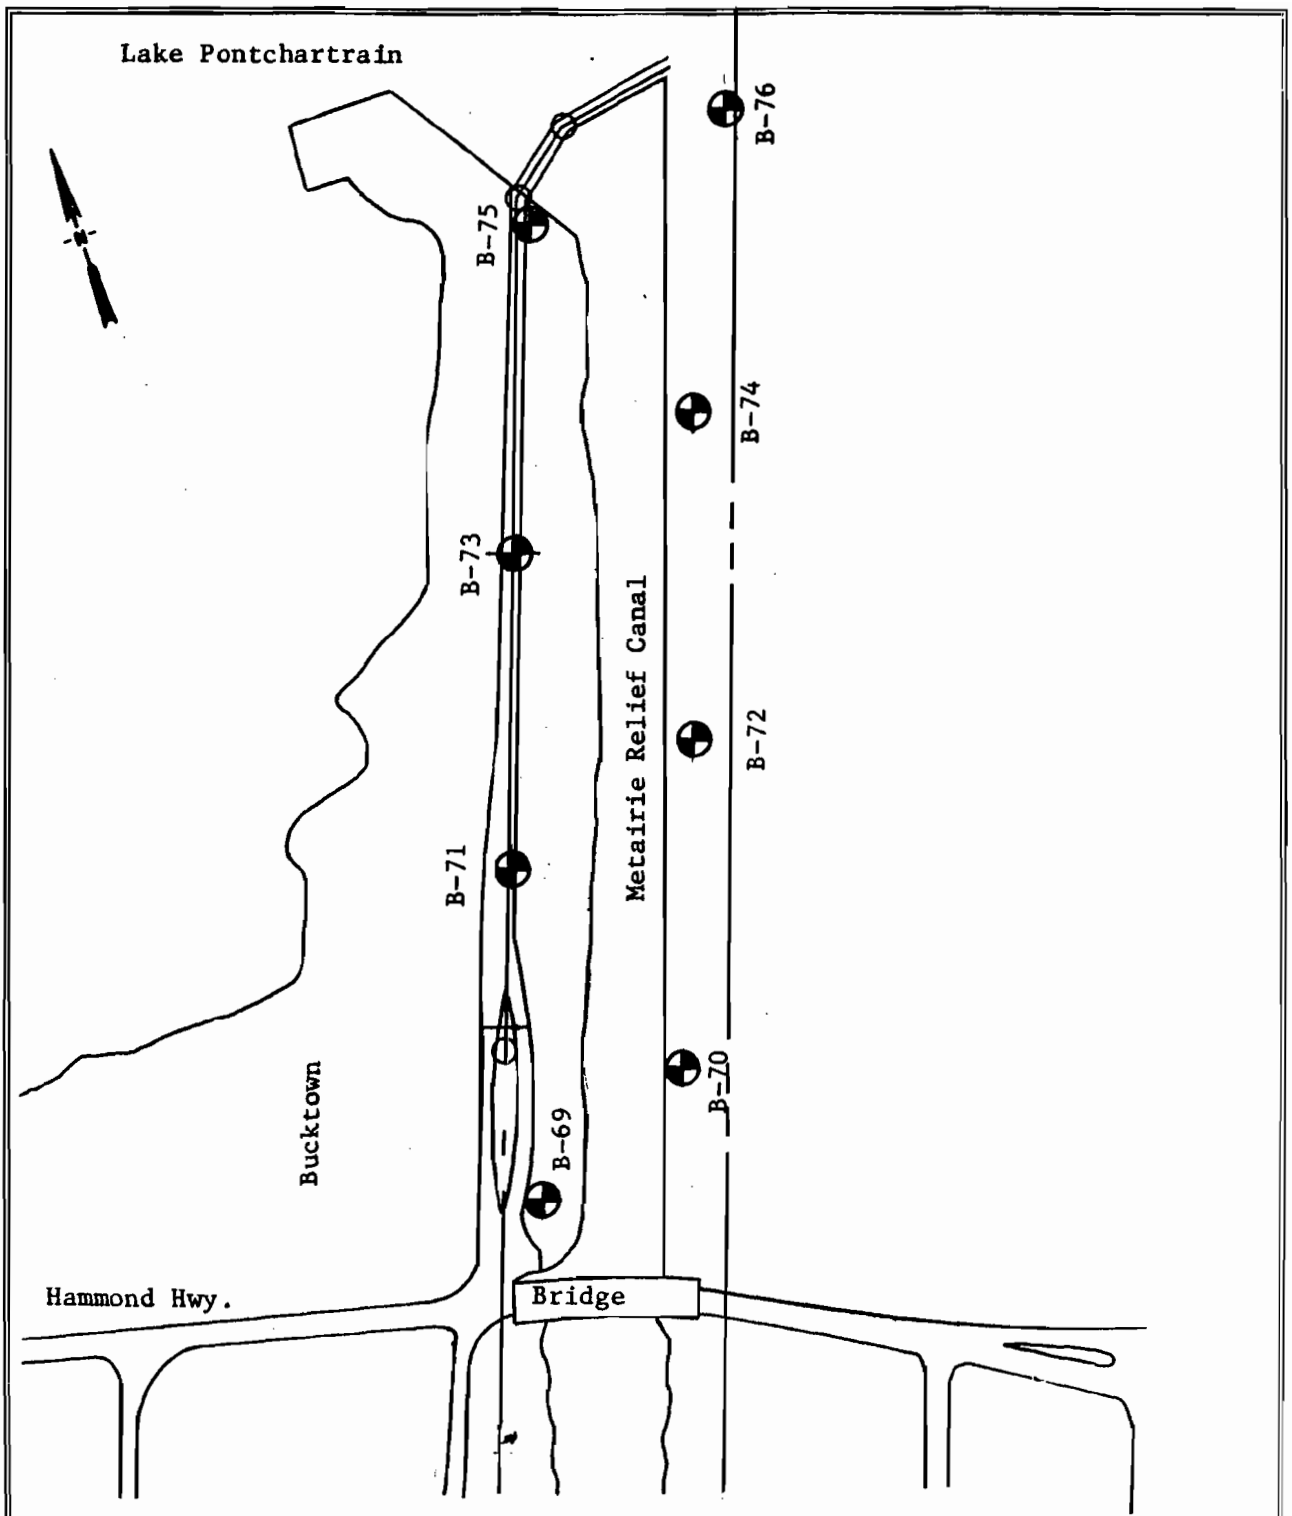 Lake Pontchartrain
B-76
B-75
N
B-74
B-73
Metairie Relief Canal
B-72
B-71
B-70
B-69
Bucktown
Hammond Hwy.
Bridge